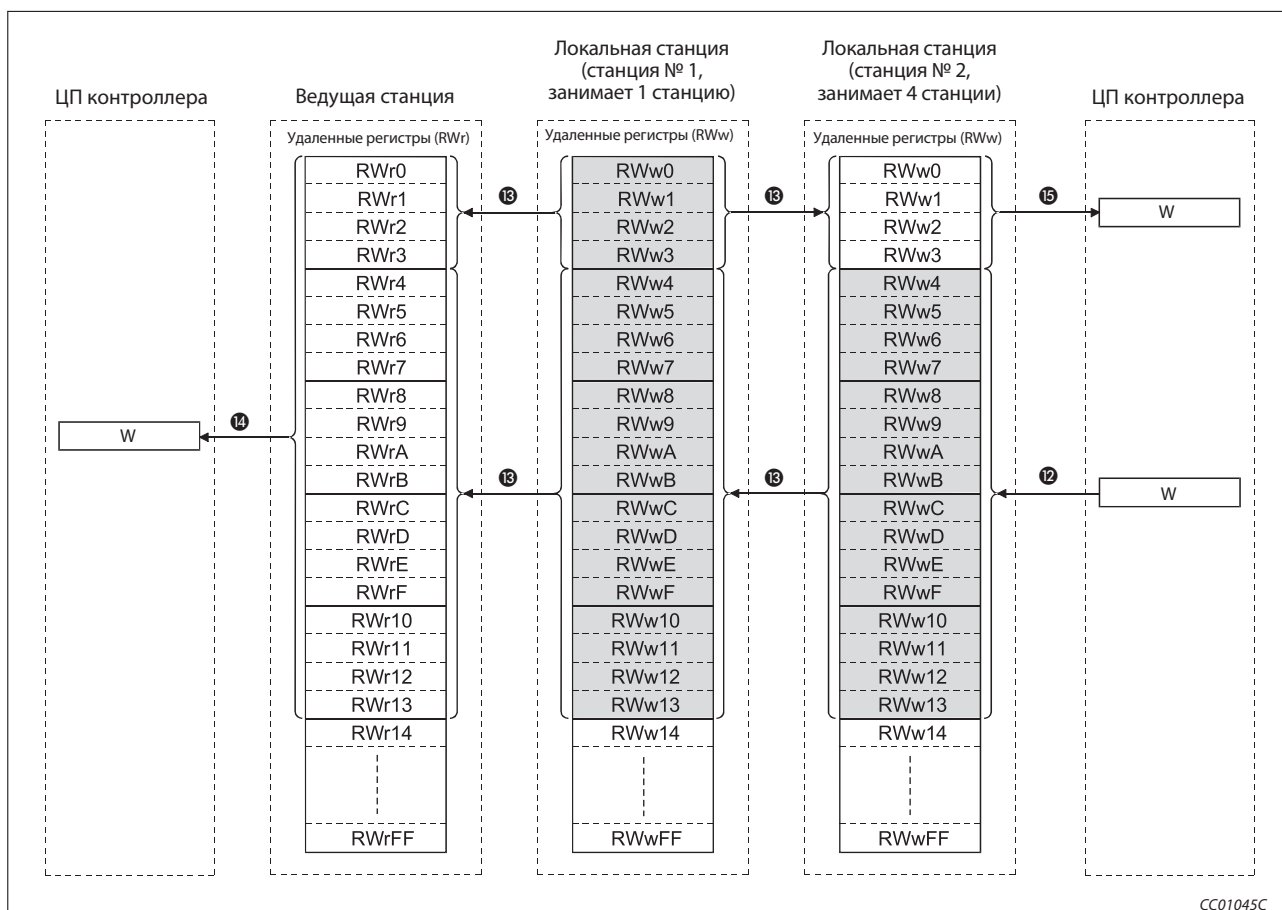 Локальная станция
(станция № 1,
занимает 1 станцию)
Локальная станция
(станция № 2,
занимает 4 станции)
ЦП контроллера
Ведущая станция
ЦП контроллера
Удаленные регистры (RWr)
Удаленные регистры (RWw)
Удаленные регистры (RWw)
RWr0 RWw0 RWw0
RWr1 ⓭ RWw1 ⓭ RWw1 ⓯ W
RWr2 RWw2 RWw2
RWr3 RWw3 RWw3
RWr4 RWw4 RWw4
RWr5 RWw5 RWw5
RWr6 RWw6 RWw6
RWr7 RWw7 RWw7
RWr8 RWw8 RWw8
W ⓮ RWr9 RWw9 RWw9
RWrA RWwA RWwA
RWrB ⓭ RWwB ⓭ RWwB ⓬ W
RWrC RWwC RWwC
RWrD RWwD RWwD
RWrE RWwE RWwE
RWrF RWwF RWwF
RWr10 RWw10 RWw10
RWr11 RWw11 RWw11
RWr12 RWw12 RWw12
RWr13 RWw13 RWw13
RWr14 RWw14 RWw14
RWrFF RWwFF RWwFF
CC01045C